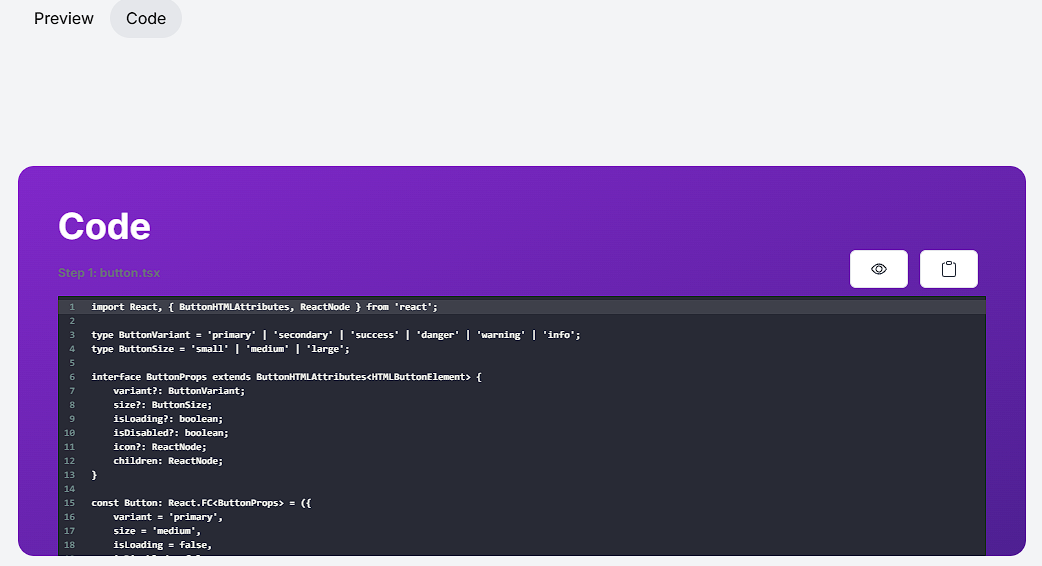 Preview
Code
Code
Step 1: button.tsx
1 import React, { ButtonHTMLAttributes, ReactNode } from 'react';
2
3 type ButtonVariant = 'primary' | 'secondary' | 'success' | 'danger' | 'warning' | 'info';
4 type ButtonSize = 'small' | 'medium' | 'large';
5
6 interface ButtonProps extends ButtonHTMLAttributes<HTMLButtonElement> {
7 variant?: ButtonVariant;
8 size?: ButtonSize;
9 isLoading?: boolean;
10 isDisabled?: boolean;
11 icon?: ReactNode;
12 children: ReactNode;
13 }
14
15 const Button: React.FC<ButtonProps> = ({
16 variant = 'primary',
17 size = 'medium',
18 isLoading = false,